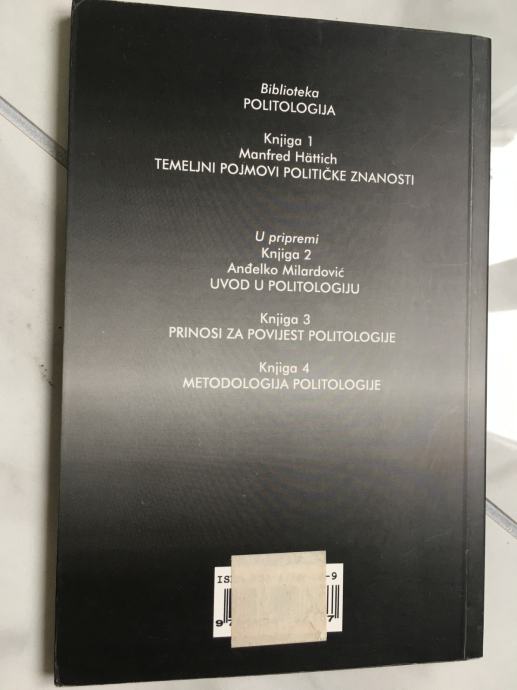 Biblioteka
POLITOLOGIJA
Knjiga 1
Manfred Hättich
TEMELJNI POJMOVI POLITIČKE ZNANOSTI
U pripremi
Knjiga 2
Anđelko Milardović
UVOD U POLITOLOGIJU
Knjiga 3
PRINOSI ZA POVIJEST POLITOLOGIJE
Knjiga 4
METODOLOGIJA POLITOLOGIJE